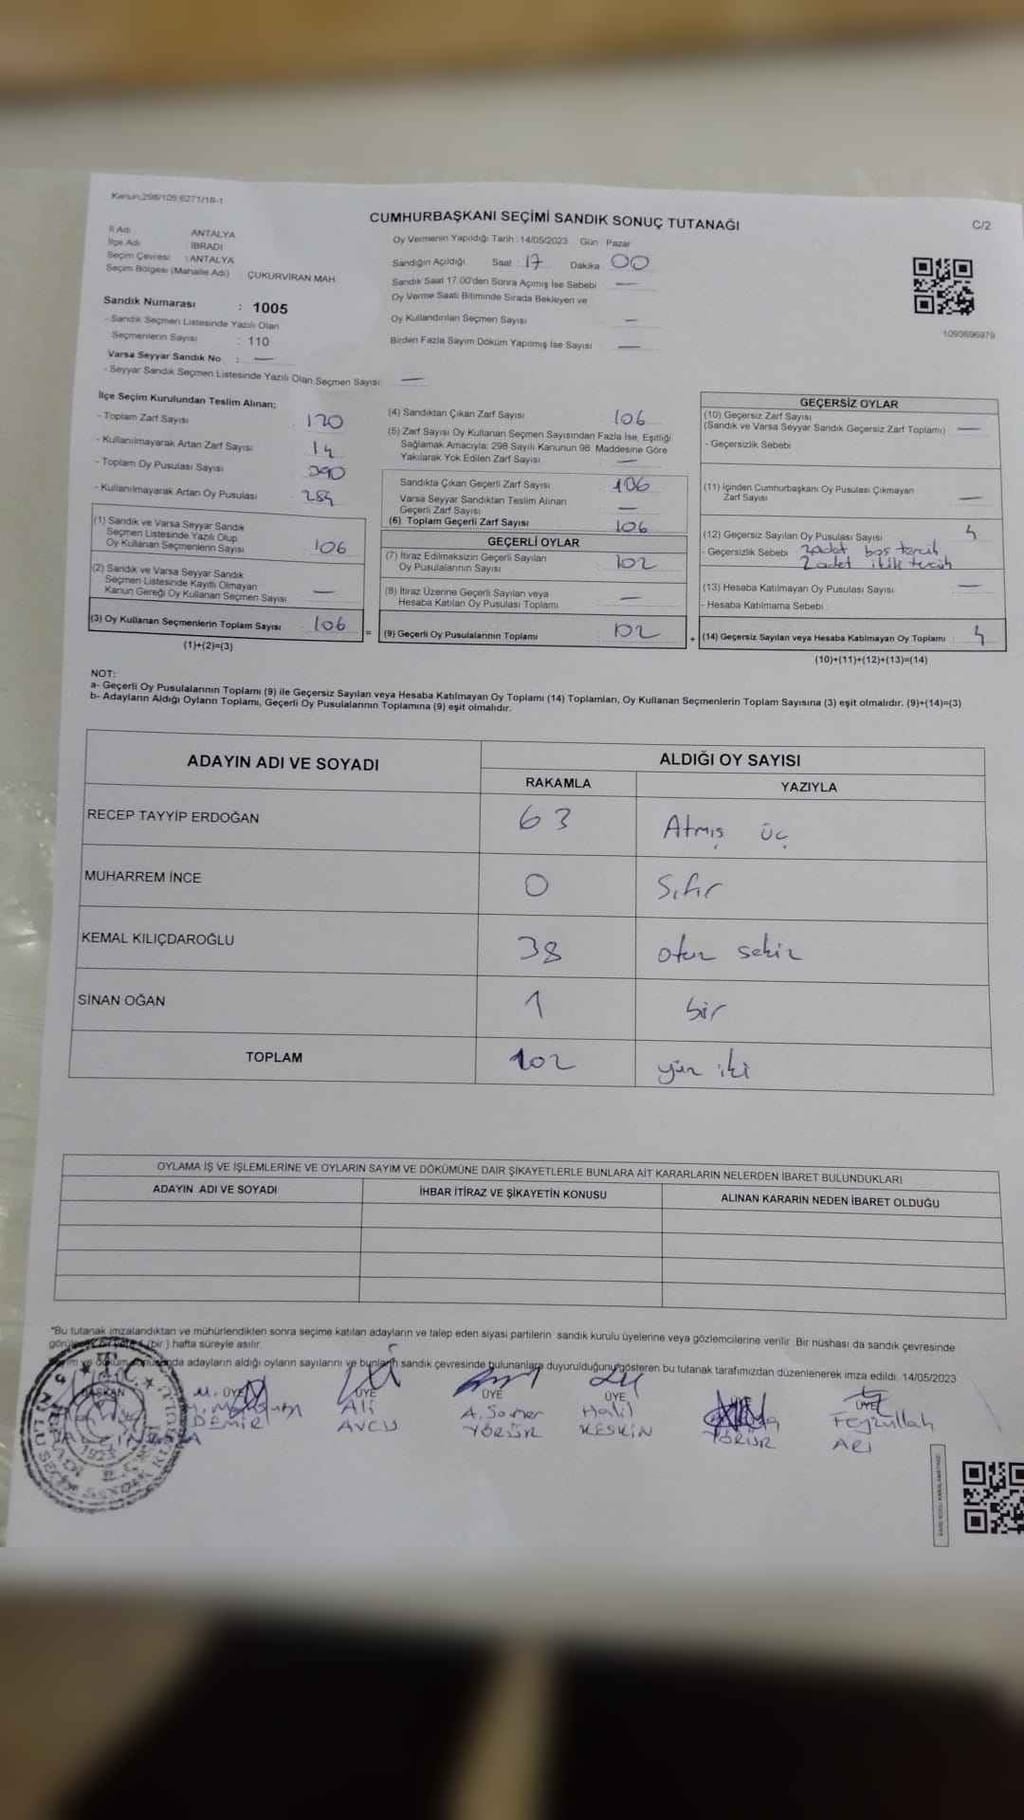 Kanun:298/105:6271/18-1
CUMHURBAŞKANI SEÇİMİ SANDIK SONUÇ TUTANAĞI
C/2
İl Adı ANTALYA
İlçe Adı İBRADI
Seçim Çevresi : ANTALYA
Seçim Bölgesi (Mahalle Adı) ÇUKURVİRAN MAH.
Oy Vermenin Yapıldığı Tarih : 14/05/2023 Gün Pazar
Sandığın Açıldığı Saat 17 Dakika 00
Sandık Saat 17.00'den Sonra Açımış İse Sebebi —
Oy Verme Saati Bitiminde Sırada Bekleyen ve
Oy Kullandırılan Seçmen Sayısı —
Birden Fazla Sayım Döküm Yapılmış İse Sayısı —
1090696979
Sandık Numarası : 1005
- Sandık Seçmen Listesinde Yazılı Olan
Seçmenlerin Sayısı : 110
Varsa Seyyar Sandık No : —
- Seyyar Sandık Seçmen Listesinde Yazılı Olan Seçmen Sayısı —
İlçe Seçim Kurulundan Teslim Alınan;
- Toplam Zarf Sayısı 120
- Kullanılmayarak Artan Zarf Sayısı 14
- Toplam Oy Pusulası Sayısı 390
- Kullanılmayarak Artan Oy Pusulası 284
(1) Sandık ve Varsa Seyyar Sandık
Seçmen Listesinde Yazılı Olup
Oy Kullanan Seçmenlerin Sayısı 106
(2) Sandık ve Varsa Seyyar Sandık
Seçmen Listesinde Kayıtlı Olmayan
Kanun Gereği Oy Kullanan Seçmen Sayısı —
(3) Oy Kullanan Seçmenlerin Toplam Sayısı 106
(1)+(2)=(3)
(4) Sandıktan Çıkan Zarf Sayısı 106
(5) Zarf Sayısı Oy Kullanan Seçmen Sayısından Fazla İse, Eşitliği
Sağlamak Amacıyla; 298 Sayılı Kanunun 98. Maddesine Göre
Yakılarak Yok Edilen Zarf Sayısı —
Sandıkta Çıkan Geçerli Zarf Sayısı 106
Varsa Seyyar Sandıktan Teslim Alınan
Geçerli Zarf Sayısı —
(6) Toplam Geçerli Zarf Sayısı 106
GEÇERLİ OYLAR
(7) İtiraz Edilmeksizin Geçerli Sayılan
Oy Pusulalarının Sayısı 102
(8) İtiraz Üzerine Geçerli Sayılan veya
Hesaba Katılan Oy Pusulası Toplamı —
= (9) Geçerli Oy Pusulalarının Toplamı 102
GEÇERSİZ OYLAR
(10) Geçersiz Zarf Sayısı
(Sandık ve Varsa Seyyar Sandık Geçersiz Zarf Toplamı) —
- Geçersizlik Sebebi
(11) İçinden Cumhurbaşkanı Oy Pusulası Çıkmayan
Zarf Sayısı —
(12) Geçersiz Sayılan Oy Pusulası Sayısı 4
- Geçersizlik Sebebi 2 adet boş tercih
2 adet ikili tercih
(13) Hesaba Katılmayan Oy Pusulası Sayısı —
- Hesaba Katılmama Sebebi
+ (14) Geçersiz Sayılan veya Hesaba Katılmayan Oy Toplamı 4
(10)+(11)+(12)+(13)=(14)
NOT:
a- Geçerli Oy Pusulalarının Toplamı (9) ile Geçersiz Sayılan veya Hesaba Katılmayan Oy Toplamı (14) Toplamları, Oy Kullanan Seçmenlerin Toplam Sayısına (3) eşit olmalıdır. (9)+(14)=(3)
b- Adayların Aldığı Oyların Toplamı, Geçerli Oy Pusulalarının Toplamına (9) eşit olmalıdır.
ADAYIN ADI VE SOYADI ALDIĞI OY SAYISI
RAKAMLA YAZIYLA
RECEP TAYYİP ERDOĞAN 63 Atmış üç
MUHARREM İNCE 0 Sıfır
KEMAL KILIÇDAROĞLU 38 otuz sekiz
SİNAN OĞAN 1 bir
TOPLAM 102 yüz iki
OYLAMA İŞ VE İŞLEMLERİNE VE OYLARIN SAYIM VE DÖKÜMÜNE DAİR ŞİKAYETLERLE BUNLARA AİT KARARLARIN NELERDEN İBARET BULUNDUKLARI
ADAYIN ADI VE SOYADI İHBAR İTİRAZ VE ŞİKAYETİN KONUSU ALINAN KARARIN NEDEN İBARET OLDUĞU
*Bu tutanak imzalandıktan ve mühürlendikten sonra seçime katılan adayların ve talep eden siyasi partilerin sandık kurulu üyelerine veya gözlemcilerine verilir. Bir nüshası da sandık çevresinde
1 (bir) hafta süreyle asılır.
adayların aldığı oyların sayılarını ve bunların sandık çevresinde bulunanlara duyurulduğunu gösteren bu tutanak tarafımızdan düzenlenerek imza edildi. 14/05/2023
BAŞKAN ÜYE ÜYE ÜYE ÜYE ÜYE
Ali A. Samer Halil Feyzullah
DEMİR AVCU YÖRÜR KESKİN YÖRÜR ARI
T.C.
1923